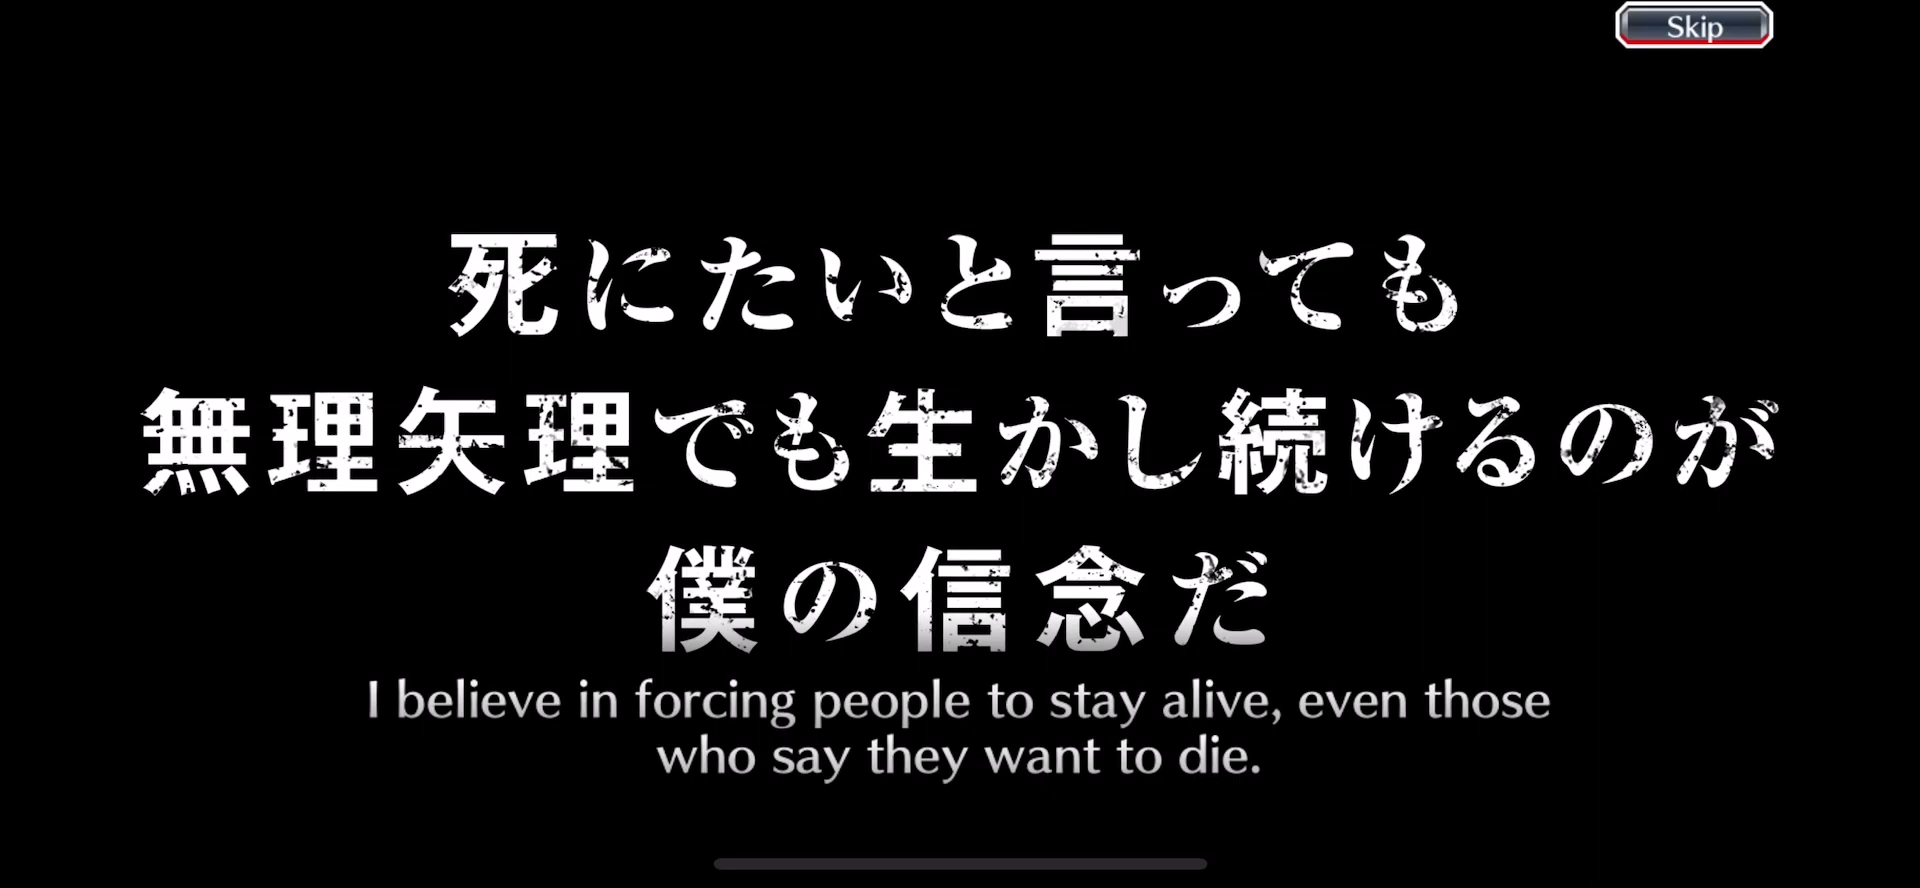 Skip
死にたいと言っても
無理矢理でも生かし続けるのが
僕の信念だ
I believe in forcing people to stay alive, even those
who say they want to die.